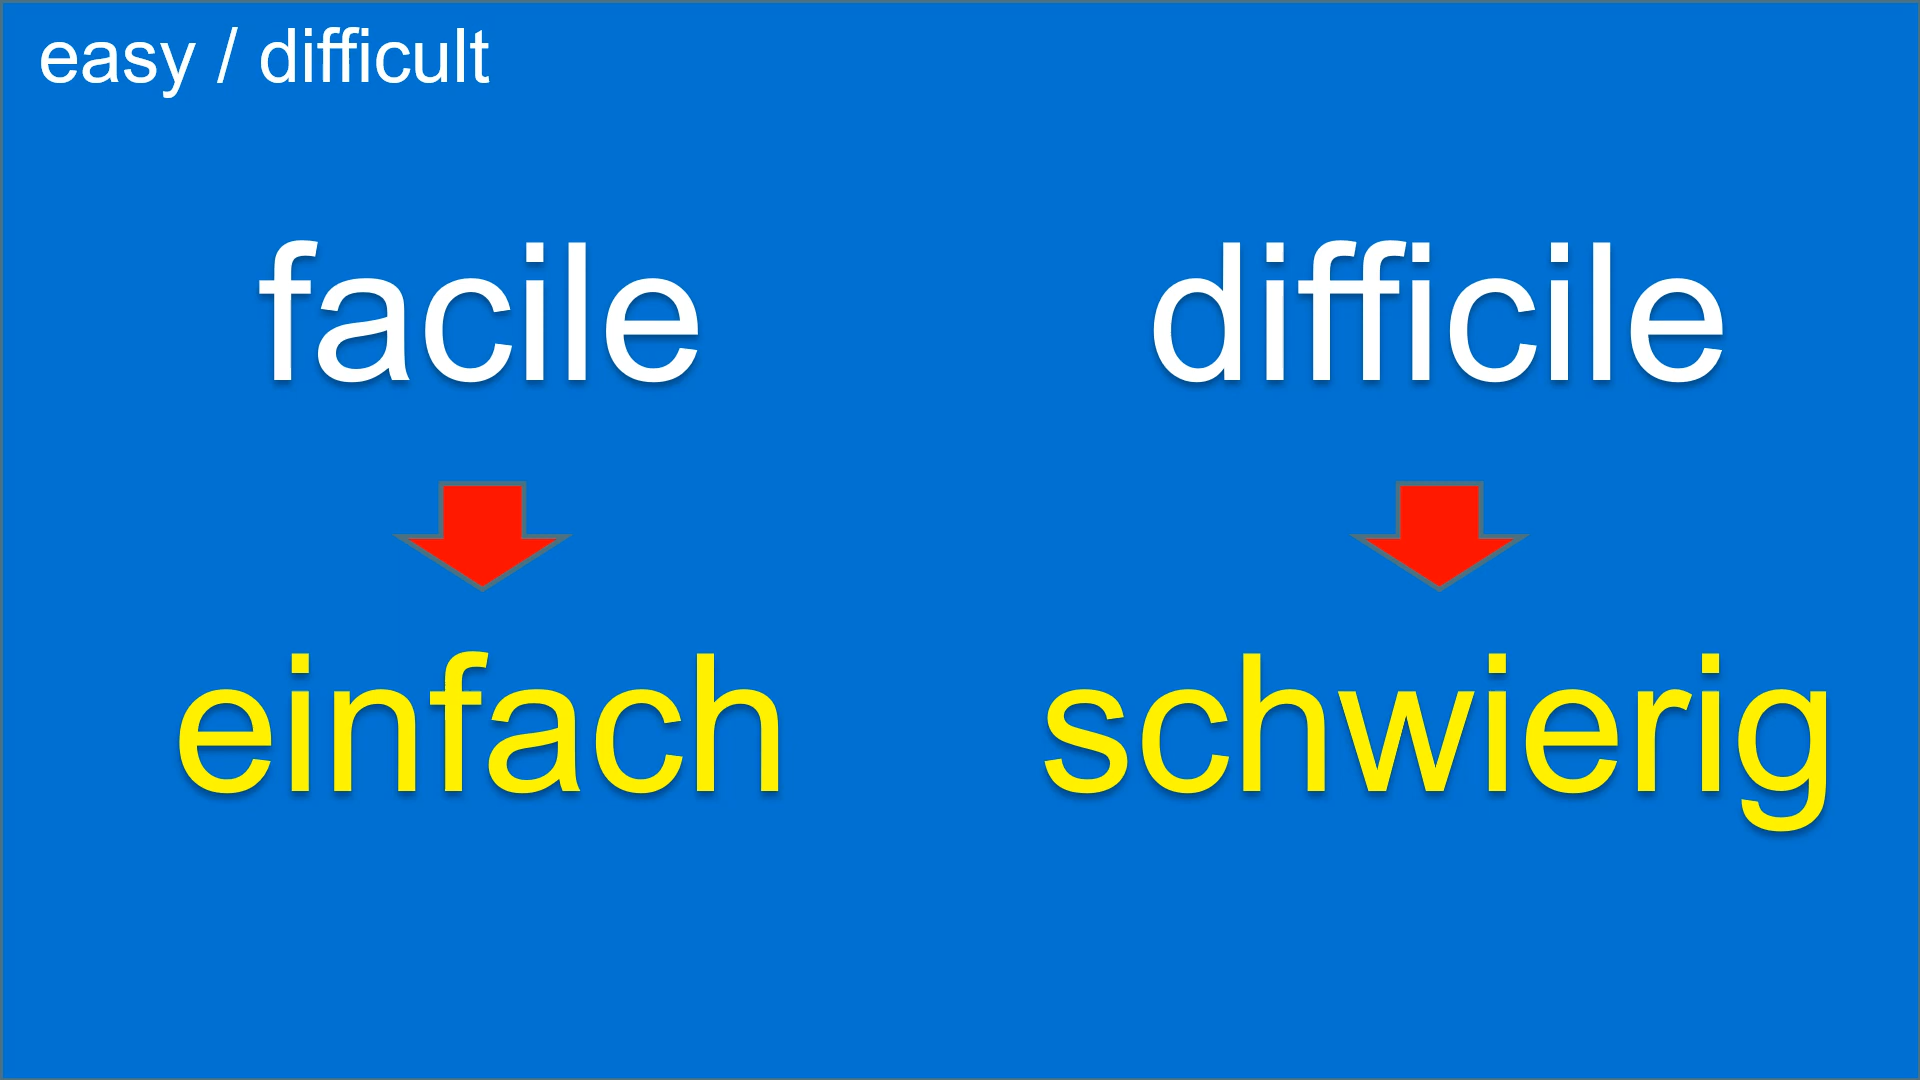 easy / difficult
facile
difficile
einfach
schwierig